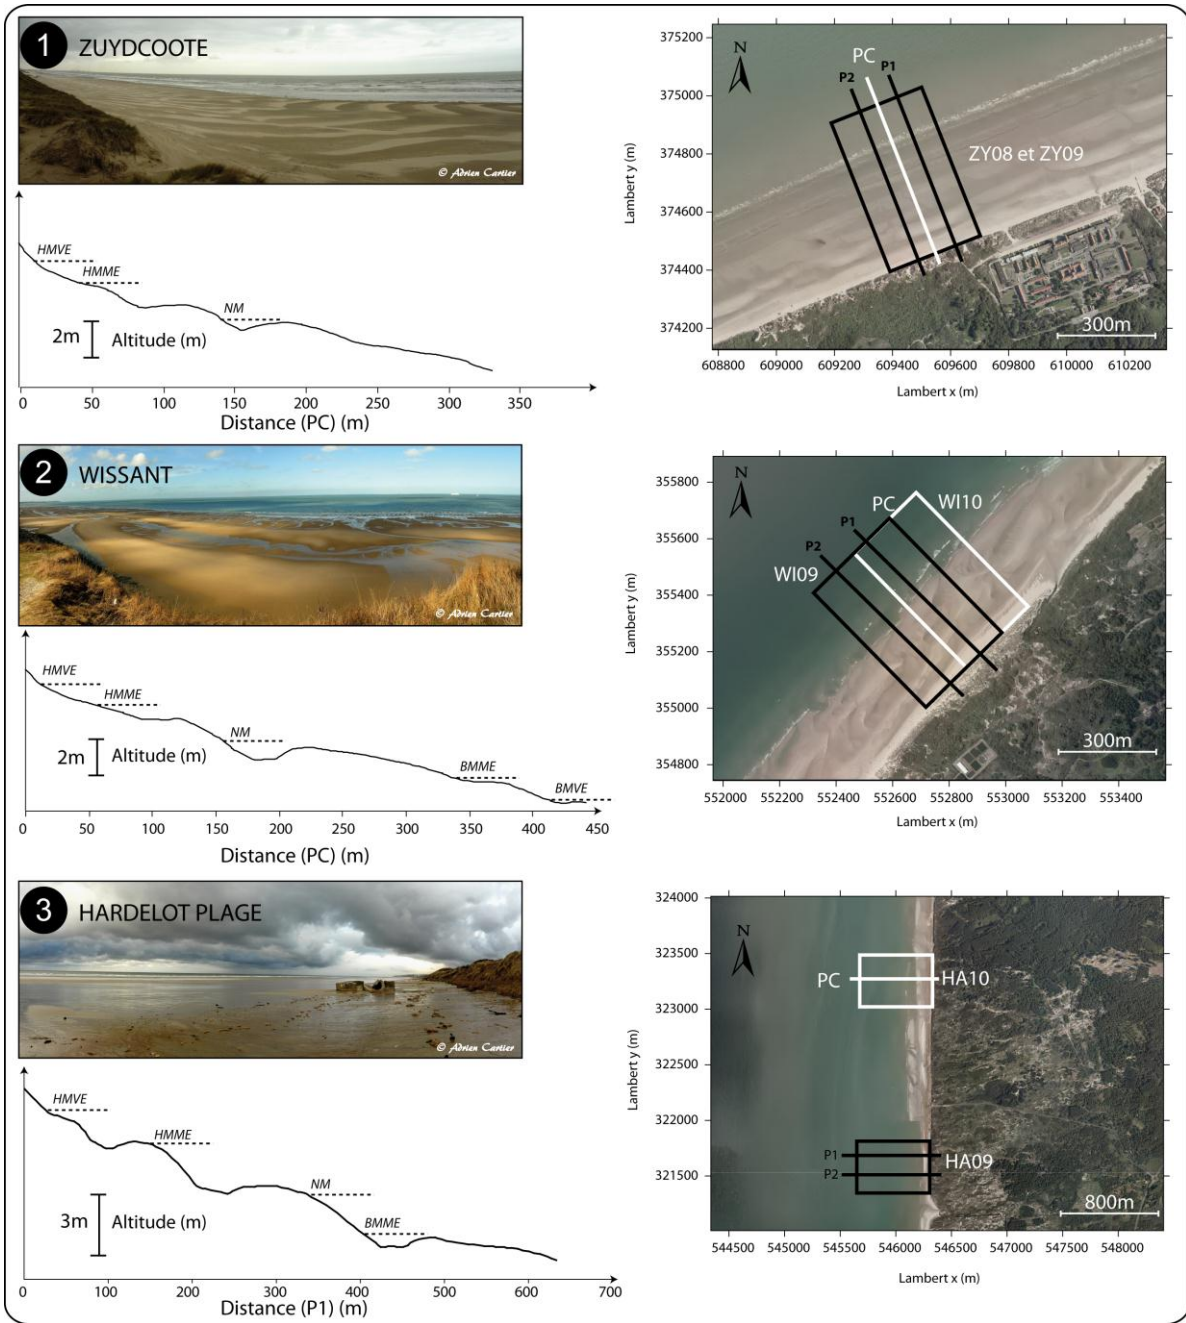 1 ZUYDCOOTE
© Adrien Cartier
HMVE
HMME
NM
2m Altitude (m)
0 50 100 150 200 250 300 350
Distance (PC) (m)
375200
375000
374800
374600
374400
374200
Lambert y (m)
N
P2 PC P1
ZY08 et ZY09
300m
608800 609000 609200 609400 609600 609800 610000 610200
Lambert x (m)
2 WISSANT
© Adrien Cartier
HMVE
HMME
NM
BMME
BMVE
2m Altitude (m)
0 50 100 150 200 250 300 350 400 450
Distance (PC) (m)
355800
355600
355400
355200
355000
354800
Lambert y (m)
N
PC WI10
P1
P2
WI09
300m
552000 552200 552400 552600 552800 553000 553200 553400
Lambert x (m)
3 HARDELOT PLAGE
© Adrien Cartier
HMVE
HMME
NM
BMME
3m Altitude (m)
0 100 200 300 400 500 600 700
Distance (P1) (m)
324000
323500
323000
322500
322000
321500
Lambert y (m)
N
PC HA10
P1 HA09
P2
800m
544500 545000 545500 546000 546500 547000 547500 548000
Lambert x (m)